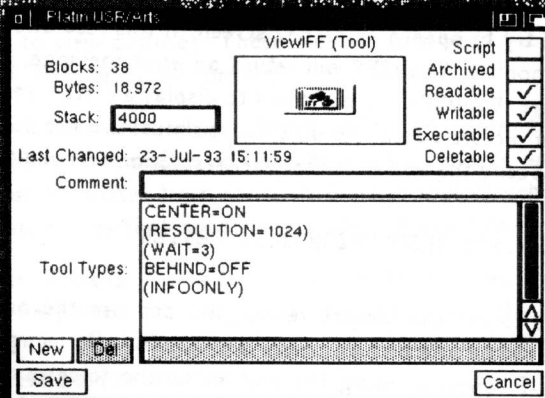 Platin USR/Arts
ViewIFF (Tool)
Blocks: 38
Bytes: 18.972
Stack: 4000
Script
Archived
Readable
Writable
Executable
Deletable
Last Changed: 23-Jul-93 15:11:59
Comment:
Tool Types:
CENTER=ON
(RESOLUTION=1024)
(WAIT=3)
BEHIND=OFF
(INFOONLY)
New
Del
Save
Cancel